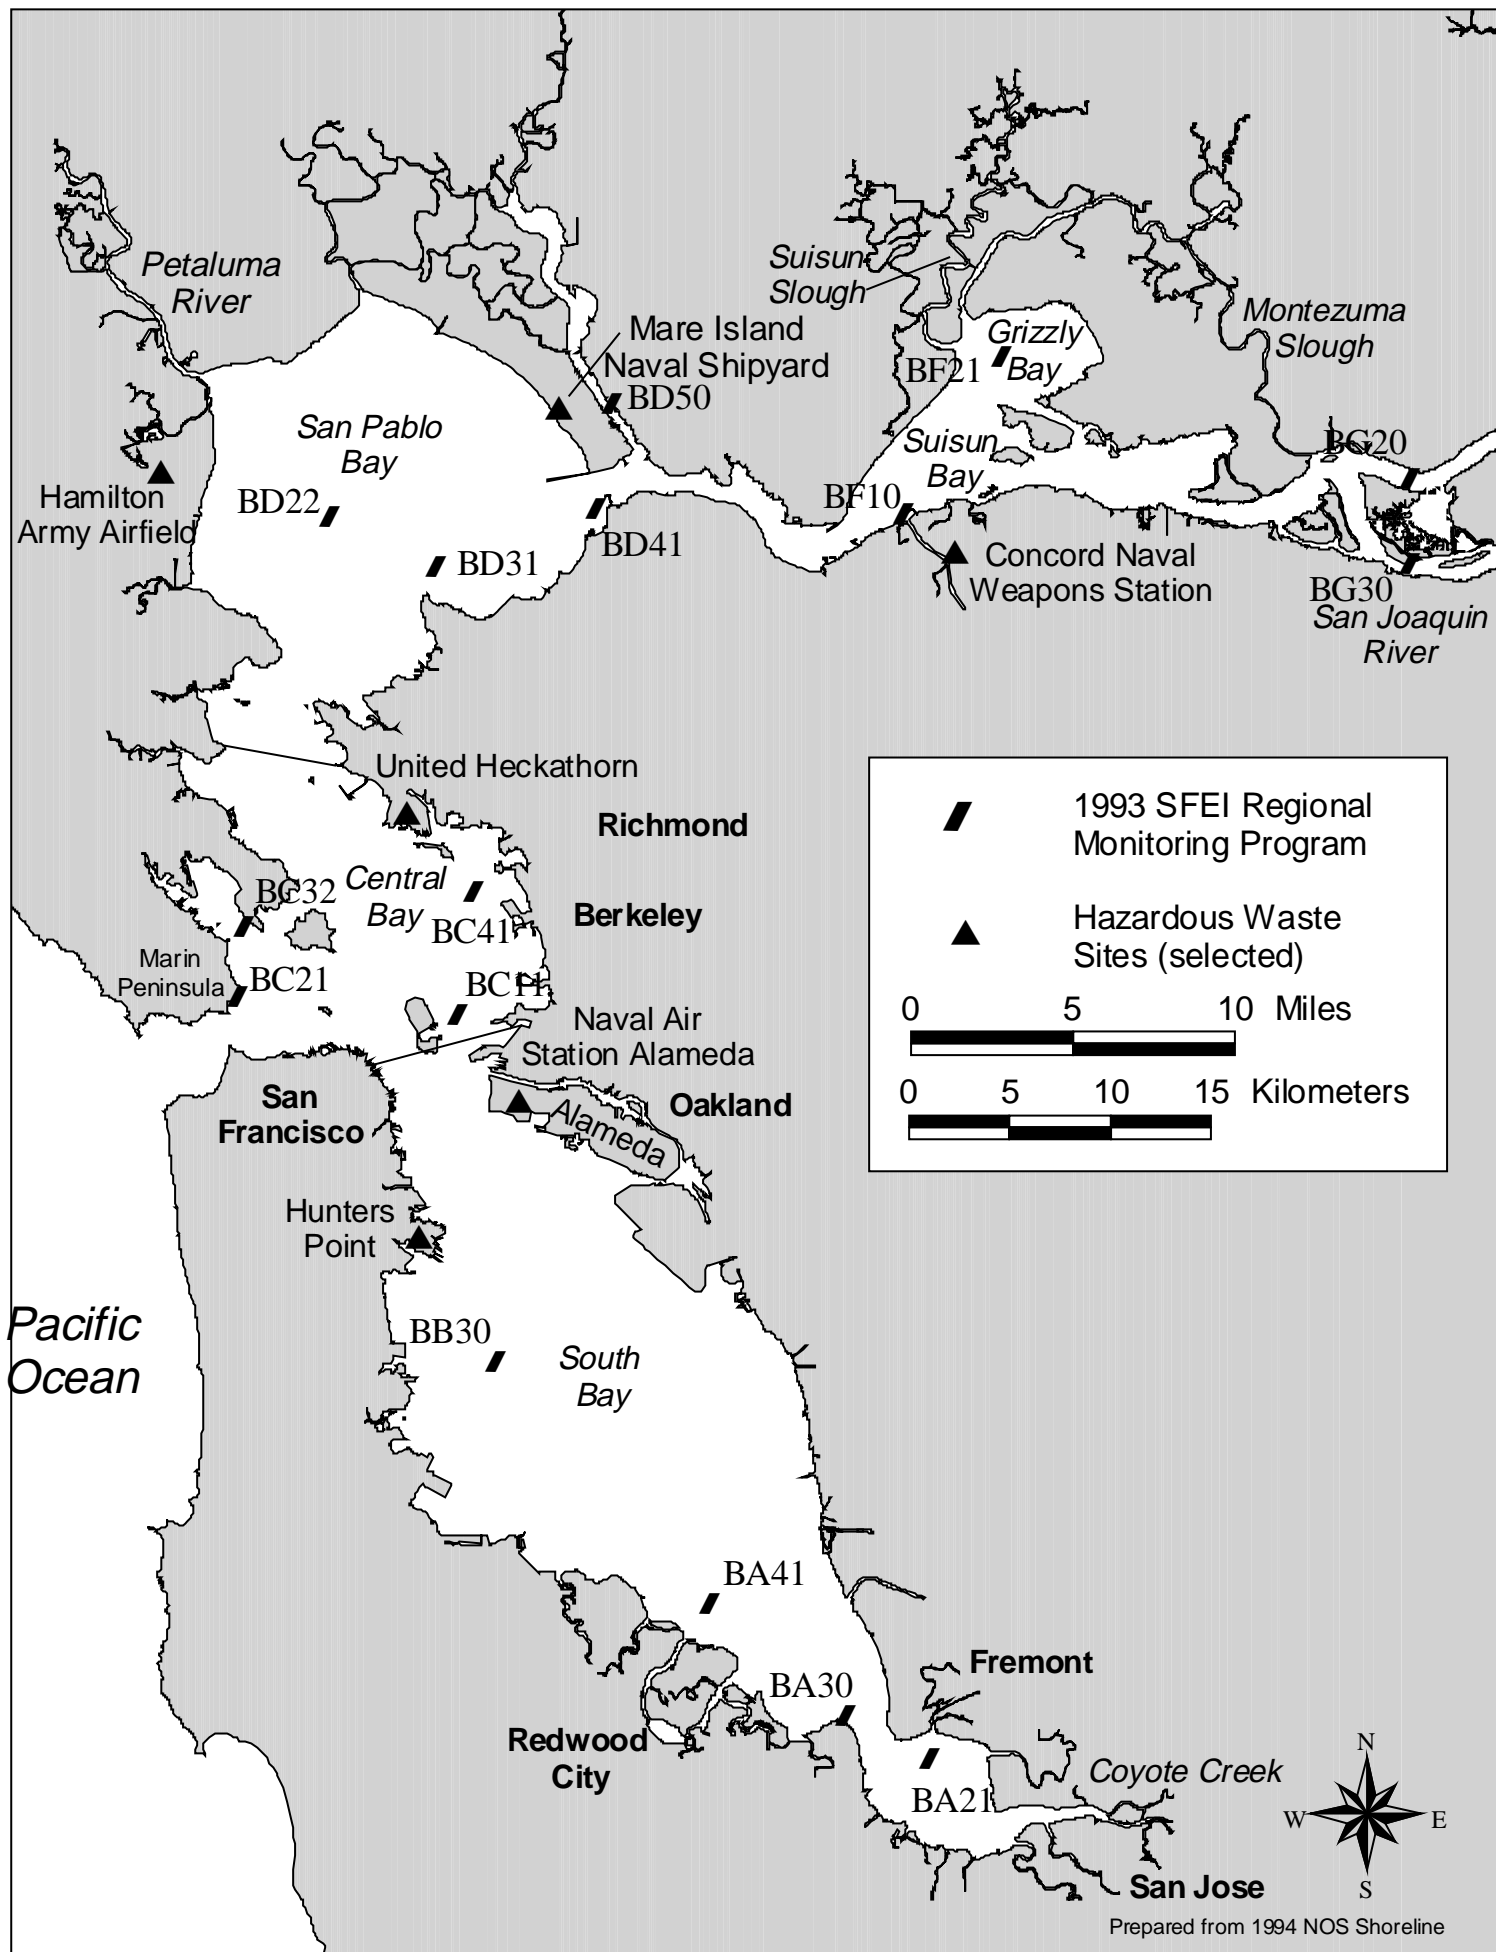 Petaluma
River
Suisun
Slough
Mare Island
Naval Shipyard
Grizzly
Bay
Montezuma
Slough
BF21
BD50
San Pablo
Bay
Suisun
Bay
BG20
Hamilton
Army Airfield
BD22
BF10
BD41
BD31
Concord Naval
Weapons Station
BG30
San Joaquin
River
United Heckathorn
Richmond
1993 SFEI Regional
Monitoring Program
Central
Bay
BC32
Berkeley
BC41
Hazardous Waste
Sites (selected)
Marin
Peninsula
BC21
BC11
0 5 10 Miles
Naval Air
Station Alameda
0 5 10 15 Kilometers
San
Francisco
Oakland
Alameda
Hunters
Point
Pacific
Ocean
BB30
South
Bay
BA41
Fremont
BA30
Redwood
City
Coyote Creek
BA21
N
W
E
S
San Jose
Prepared from 1994 NOS Shoreline